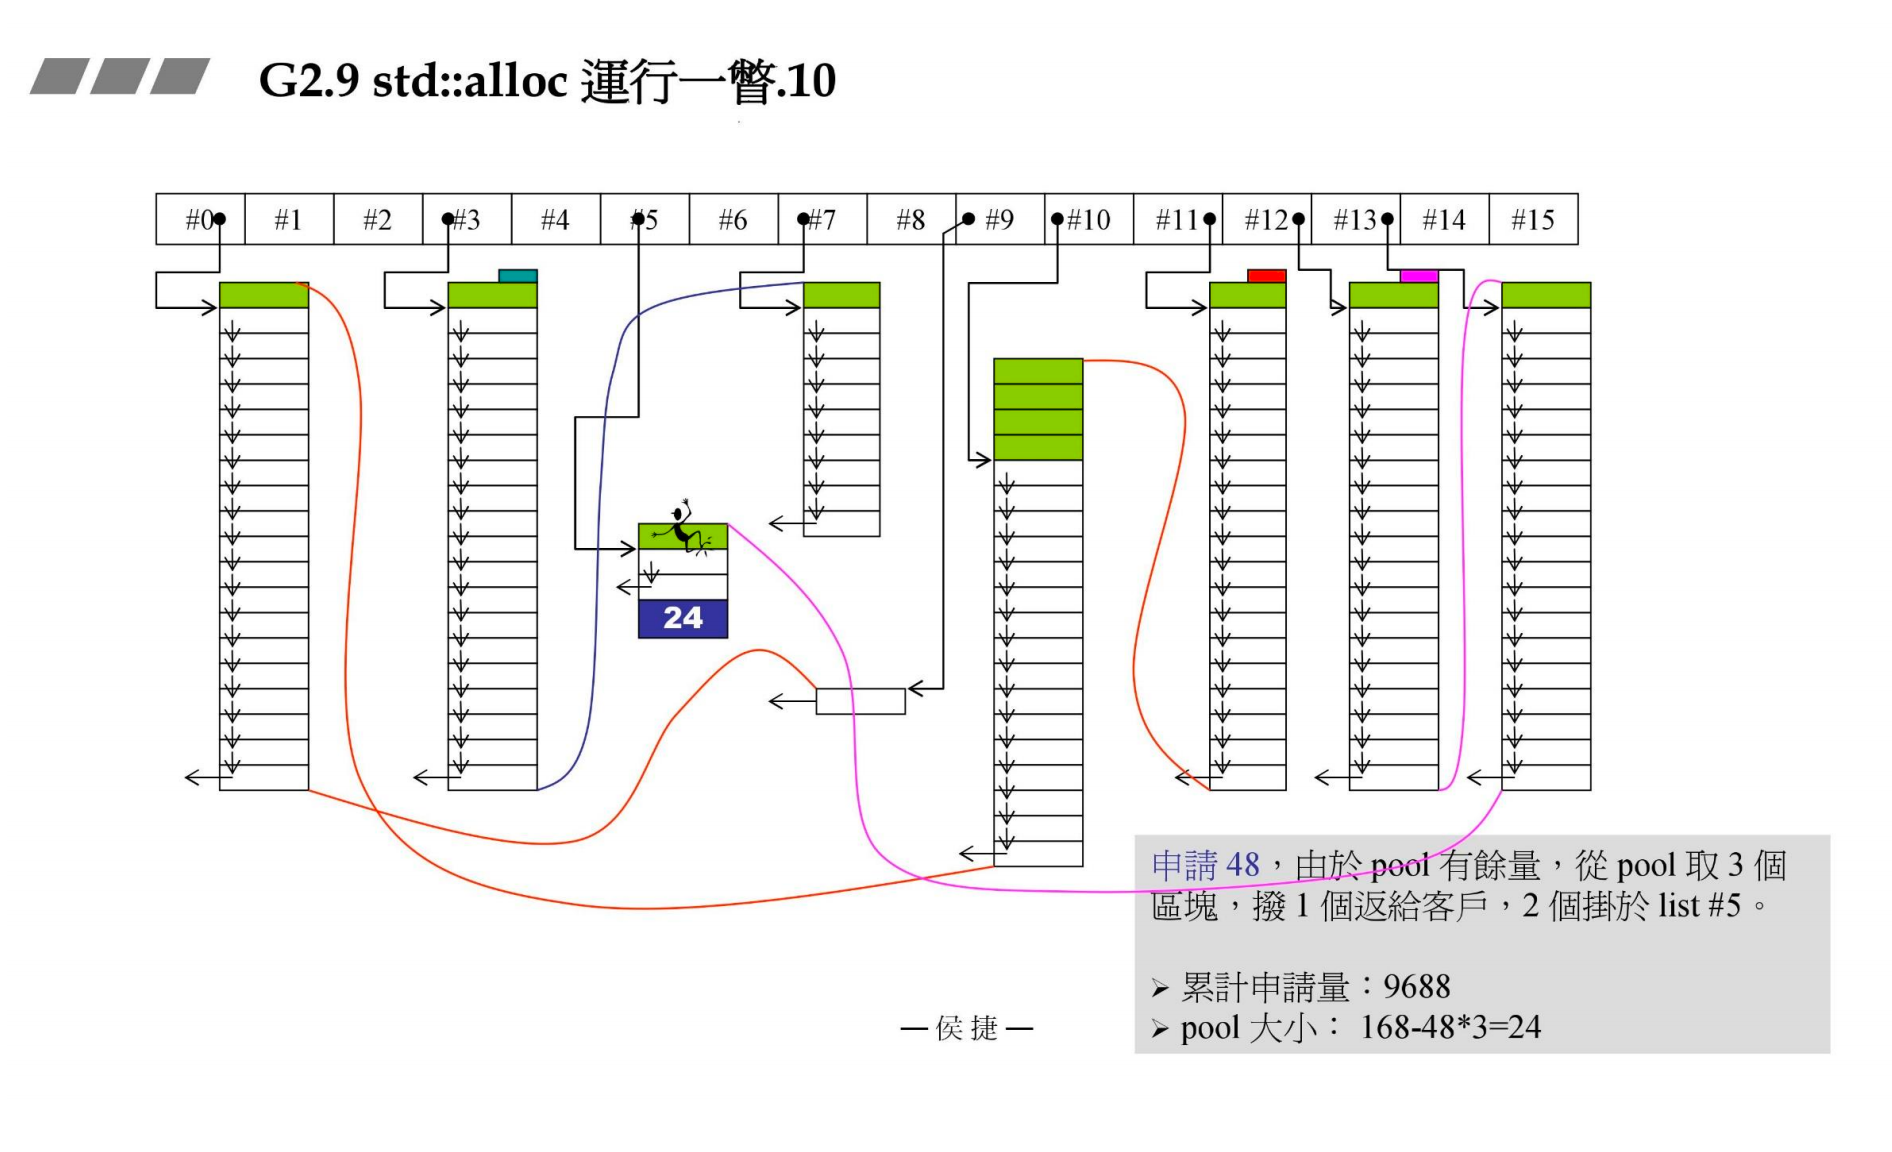 G2.9 std::alloc 運行一瞥.10
#0 #1 #2 #3 #4 #5 #6 #7 #8 #9 #10 #11 #12 #13 #14 #15
24
申請 48，由於 pool 有餘量，從 pool 取 3 個
區塊，撥 1 個返給客戶，2 個掛於 list #5。
➢ 累計申請量：9688
➢ pool 大小： 168-48*3=24
— 侯 捷 —